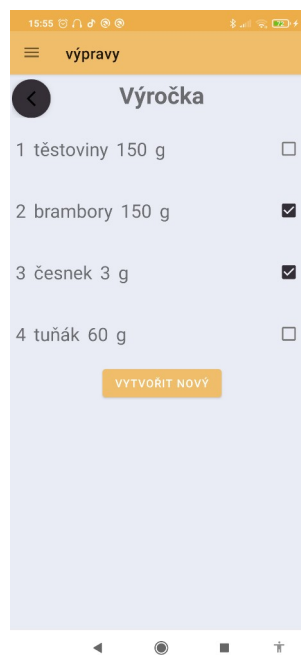 15:55
výpravy
Výročka
1 těstoviny 150 g
2 brambory 150 g
3 česnek 3 g
4 tuňák 60 g
VYTVOŘIT NOVÝ